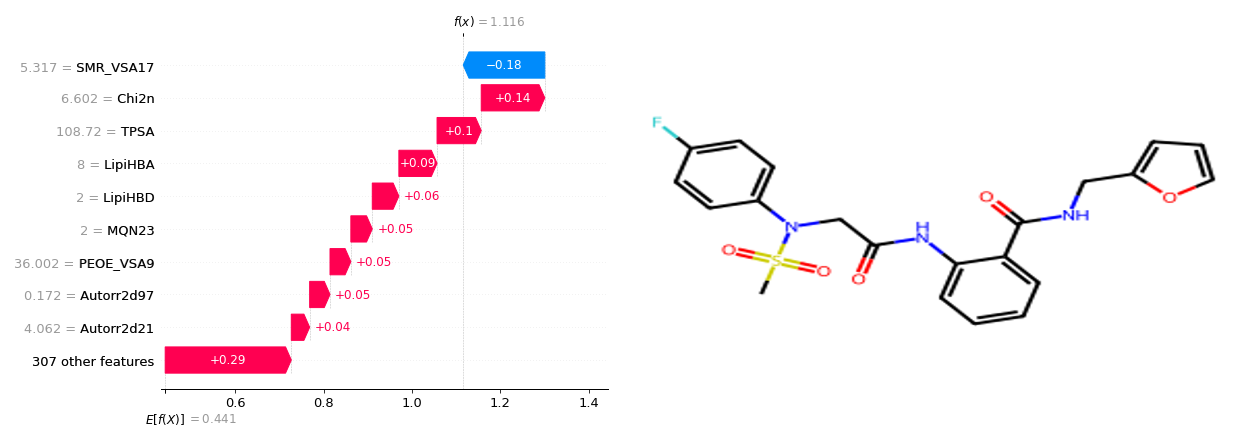 f(x) = 1.116
5.317 = SMR_VSA17
−0.18
6.602 = Chi2n
+0.14
108.72 = TPSA
+0.1
8 = LipiHBA
+0.09
2 = LipiHBD
+0.06
2 = MQN23
+0.05
36.002 = PEOE_VSA9
+0.05
0.172 = Autorr2d97
+0.05
4.062 = Autorr2d21
+0.04
307 other features
+0.29
0.6 0.8 1.0 1.2 1.4
E[f(X)] = 0.441
F
N
O
S
O
O
H
N
O
NH
O